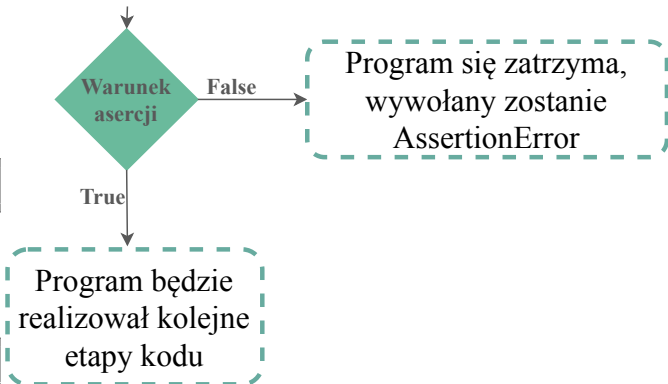 Warunek
asercji
False
Program się zatrzyma,
wywołany zostanie
AssertionError
True
Program będzie
realizował kolejne
etapy kodu